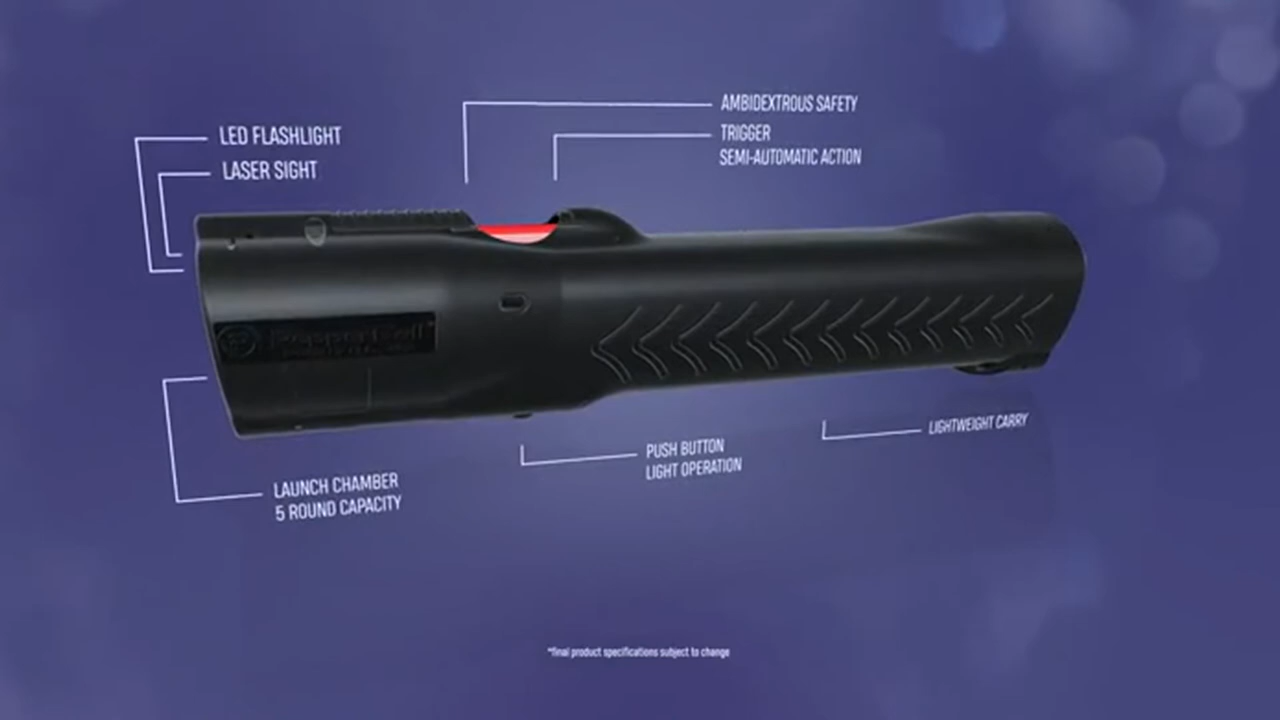 AMBIDEXTROUS SAFETY
LED FLASHLIGHT
TRIGGER
SEMI-AUTOMATIC ACTION
LASER SIGHT
PepperBall
LIGHTWEIGHT CARRY
PUSH BUTTON
LIGHT OPERATION
LAUNCH CHAMBER
5 ROUND CAPACITY
*final product specifications subject to change